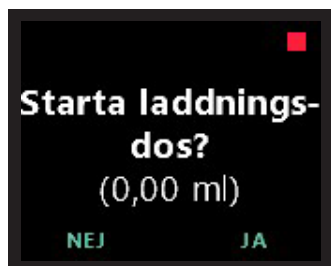 Starta laddnings-
dos?
(0,00 ml)
NEJ JA